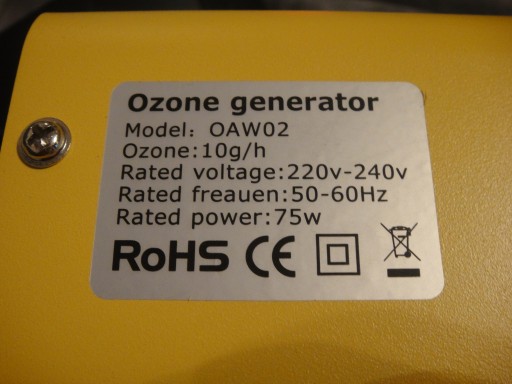 Ozone generator
Model: OAW02
Ozone:10g/h
Rated voltage:220v-240v
Rated freauen:50-60Hz
Rated power:75w
RoHS CE